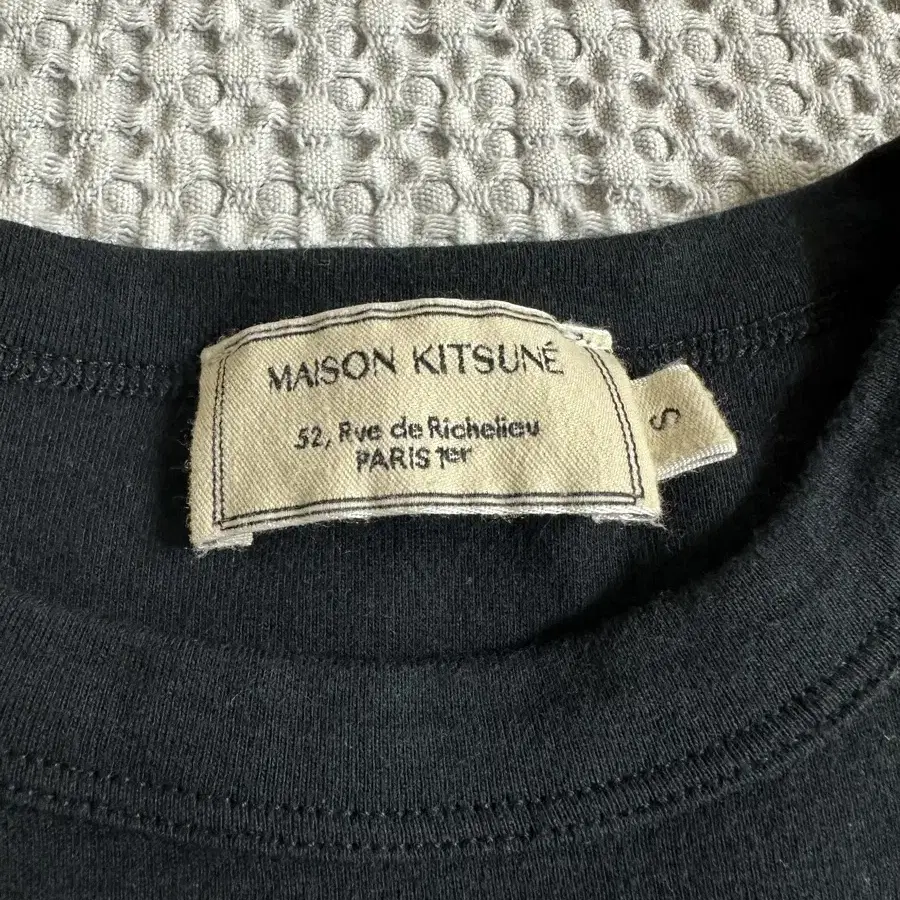 MAISON KITSUNÉ
52, Rue de Richelieu
PARIS 1er
S